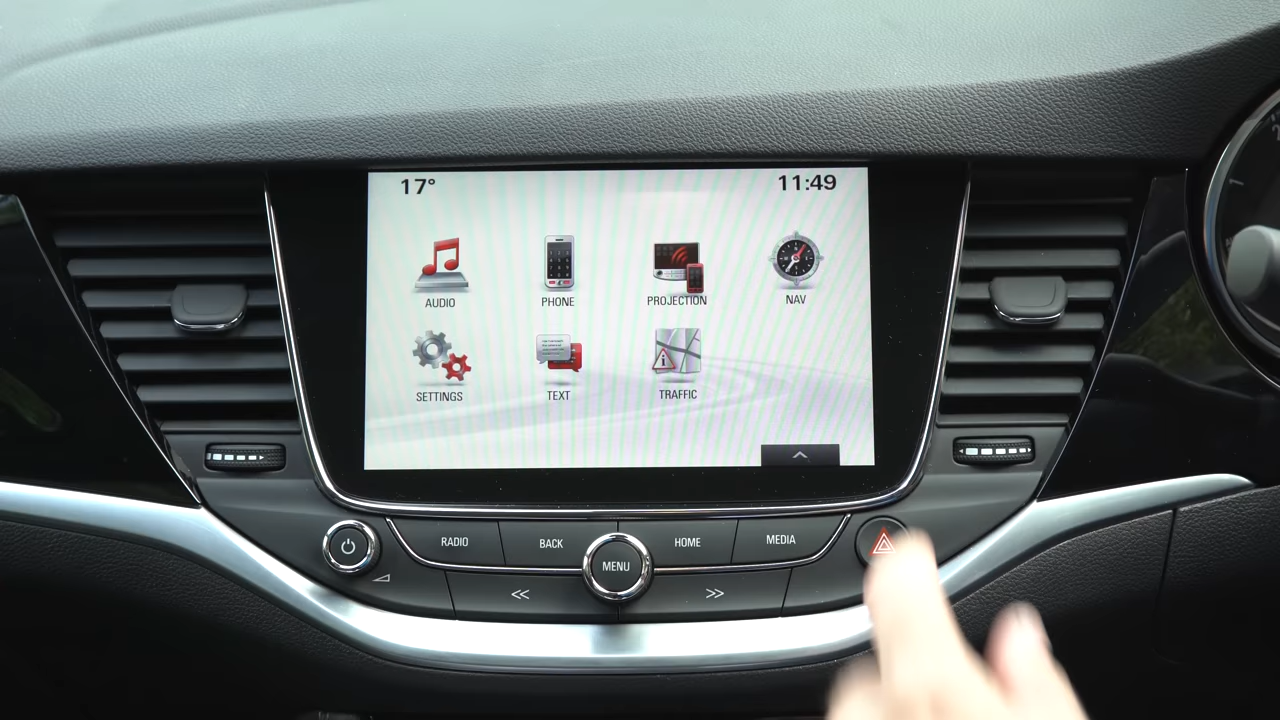 17° 11:49
AUDIO PHONE PROJECTION NAV
SETTINGS TEXT TRAFFIC
RADIO BACK MENU HOME MEDIA